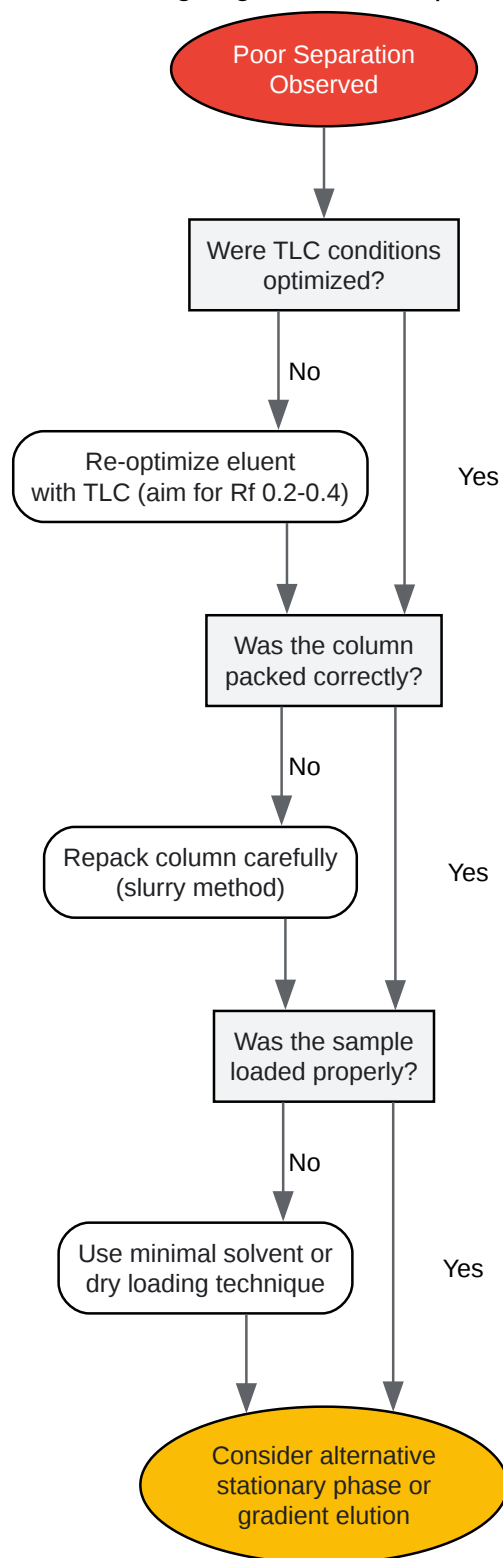 Poor Separation
Observed
Were TLC conditions
optimized?
No
Yes
Re-optimize eluent
with TLC (aim for Rf 0.2-0.4)
Was the column
packed correctly?
No
Yes
Repack column carefully
(slurry method)
Was the sample
loaded properly?
No
Yes
Use minimal solvent or
dry loading technique
Consider alternative
stationary phase or
gradient elution